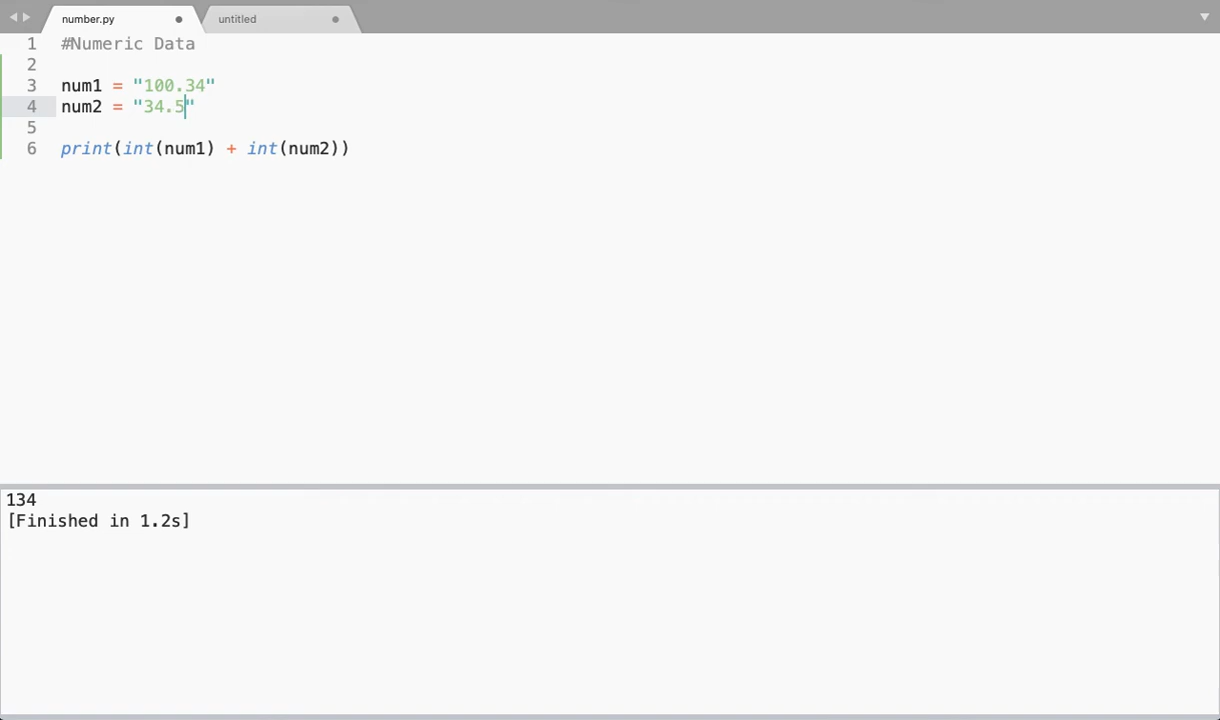 number.py
untitled
1 #Numeric Data
2
3 num1 = "100.34"
4 num2 = "34.5"
5
6 print(int(num1) + int(num2))
134
[Finished in 1.2s]